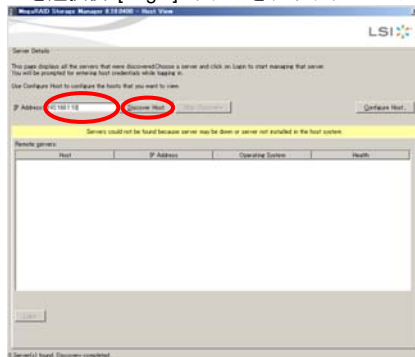 MegaRAID Storage Manager - Host View
LSI
Server Details
This page displays all the servers that were discovered.Choose a server and click on Login to start managing that server.
You will be prompted for entering host credentials while logging in.
Use Configure Host to configure the hosts that you want to view.
IP Address
Discover Host
Stop Discovery
Configure Host..
Servers could not be found because server may be down or server not installed in the host system.
Remote servers:
Host IP Address Operating System Health
Login
Server(s) found. Discovery completed.